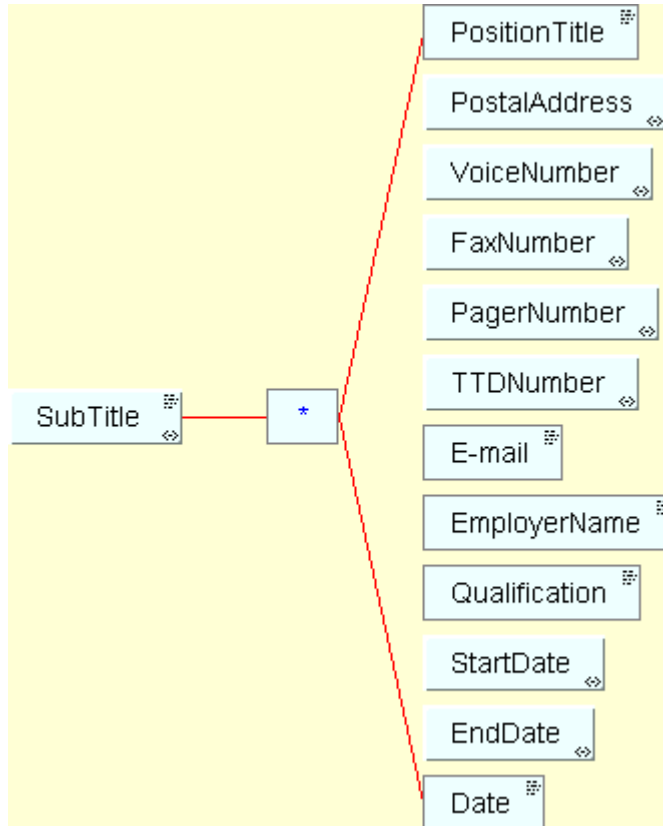 PositionTitle
PostalAddress
VoiceNumber
FaxNumber
PagerNumber
TTDNumber
SubTitle
*
E-mail
EmployerName
Qualification
StartDate
EndDate
Date